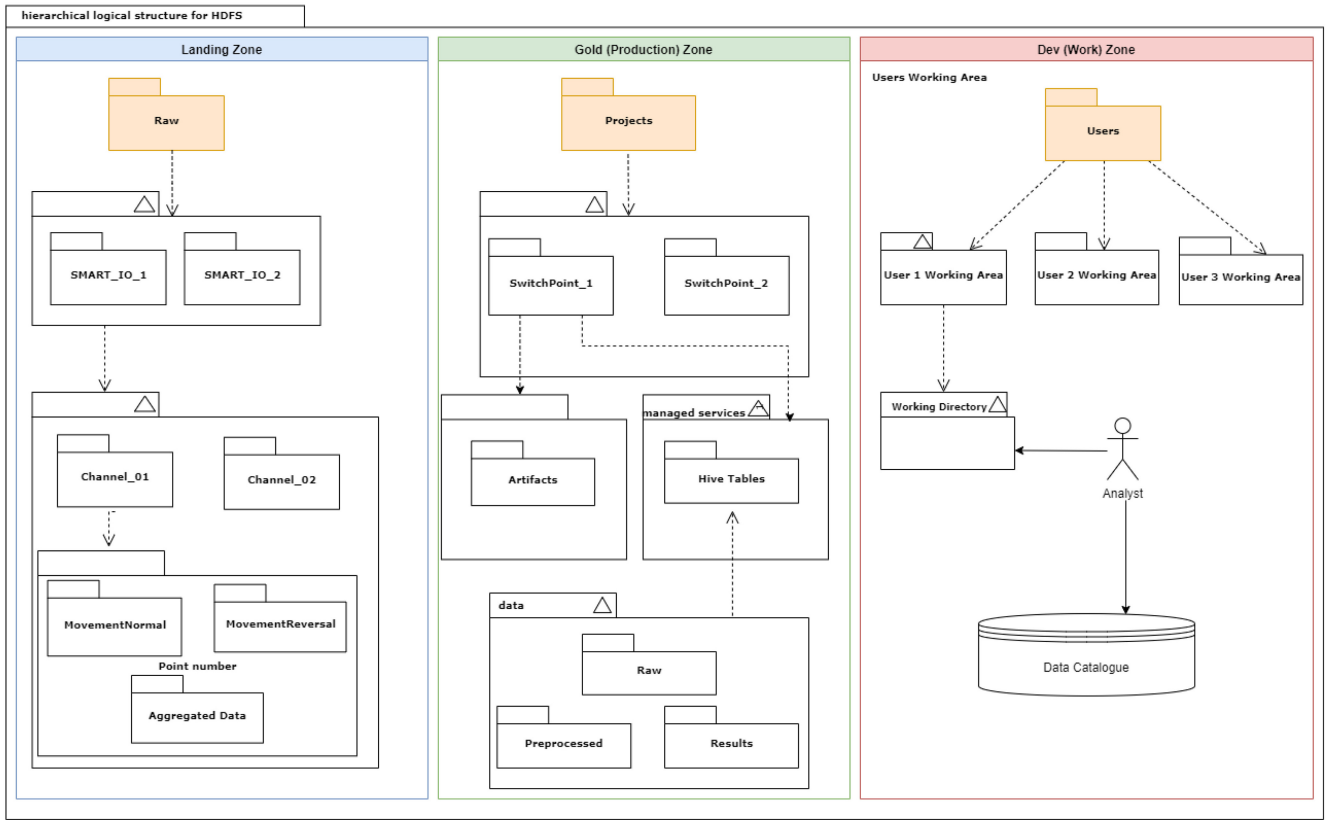 hierarchical logical structure for HDFS
Landing Zone
Raw
SMART_IO_1
SMART_IO_2
Channel_01
Channel_02
MovementNormal
MovementReversal
Point number
Aggregated Data
Gold (Production) Zone
Projects
SwitchPoint_1
SwitchPoint_2
Artifacts
managed services
Hive Tables
data
Raw
Preprocessed
Results
Dev (Work) Zone
Users Working Area
Users
User 1 Working Area
User 2 Working Area
User 3 Working Area
Working Directory
Analyst
Data Catalogue